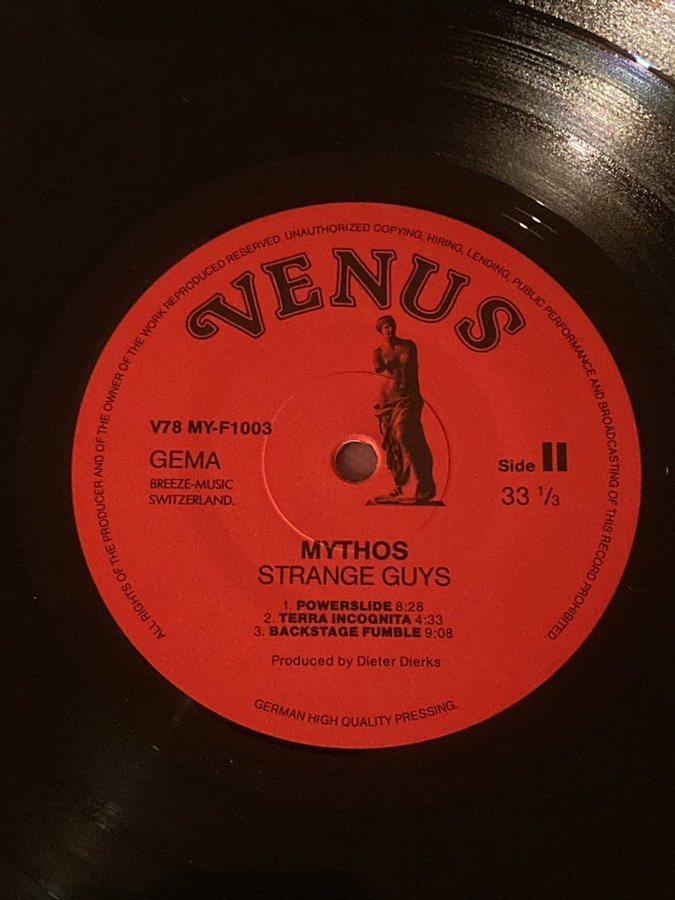 ALL RIGHTS OF THE PRODUCER AND OF THE OWNER OF THE WORK REPRODUCED RESERVED. UNAUTHORIZED COPYING, HIRING, LENDING, PUBLIC PERFORMANCE AND BROADCASTING OF THIS RECORD PROHIBITED
VENUS
V78 MY-F1003
GEMA
BREEZE-MUSIC
SWITZERLAND.
Side II
33 1/3
MYTHOS
STRANGE GUYS
1. POWERSLIDE 8:28
2. TERRA INCOGNITA 4:33
3. BACKSTAGE FUMBLE 9:08
Produced by Dieter Dierks
GERMAN HIGH QUALITY PRESSING.